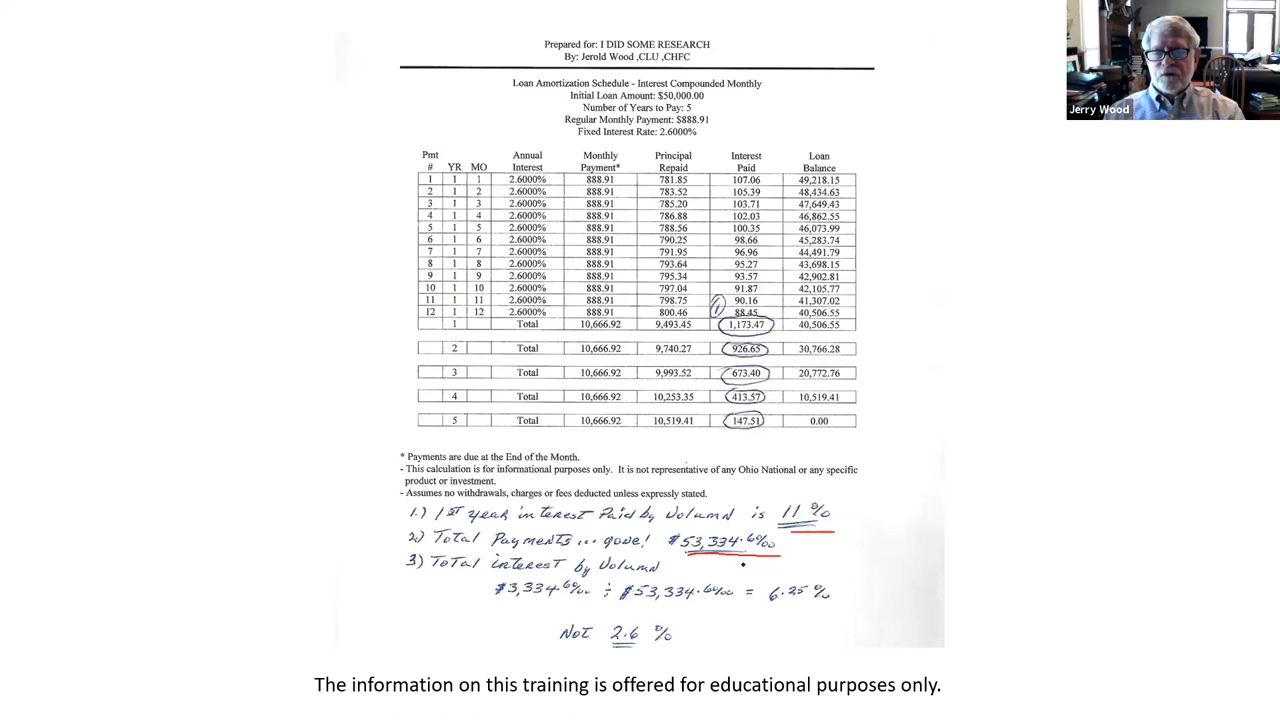 Prepared for: I DID SOME RESEARCH
By: Jerold Wood ,CLU ,CHFC
Jerry Wood
Loan Amortization Schedule - Interest Compounded Monthly
Initial Loan Amount: $50,000.00
Number of Years to Pay: 5
Regular Monthly Payment: $888.91
Fixed Interest Rate: 2.6000%
Pmt Annual Monthly Principal Interest Loan
# YR MO Interest Payment* Repaid Paid Balance
1 1 1 2.6000% 888.91 781.85 107.06 49,218.15
2 1 2 2.6000% 888.91 783.52 105.39 48,434.63
3 1 3 2.6000% 888.91 785.20 103.71 47,649.43
4 1 4 2.6000% 888.91 786.88 102.03 46,862.55
5 1 5 2.6000% 888.91 788.56 100.35 46,073.99
6 1 6 2.6000% 888.91 790.25 98.66 45,283.74
7 1 7 2.6000% 888.91 791.95 96.96 44,491.79
8 1 8 2.6000% 888.91 793.64 95.27 43,698.15
9 1 9 2.6000% 888.91 795.34 93.57 42,902.81
10 1 10 2.6000% 888.91 797.04 91.87 42,105.77
11 1 11 2.6000% 888.91 798.75 90.16 41,307.02
12 1 12 2.6000% 888.91 800.46 88.45 40,506.55
1 Total 10,666.92 9,493.45 1,173.47 40,506.55
2 Total 10,666.92 9,740.27 926.65 30,766.28
3 Total 10,666.92 9,993.52 673.40 20,772.76
4 Total 10,666.92 10,253.35 413.57 10,519.41
5 Total 10,666.92 10,519.41 147.51 0.00
* Payments are due at the End of the Month.
- This calculation is for informational purposes only. It is not representative of any Ohio National or any specific
product or investment.
- Assumes no withdrawals, charges or fees deducted unless expressly stated.
1.) 1ST year interest Paid by Volumn is 11%
2.) Total Payments... gone! $53,334.60/00
3) Total interest by Volumn
$3,334.60/00 ÷ $53,334.60/00 = 6.25%
Not 2.6 %
The information on this training is offered for educational purposes only.